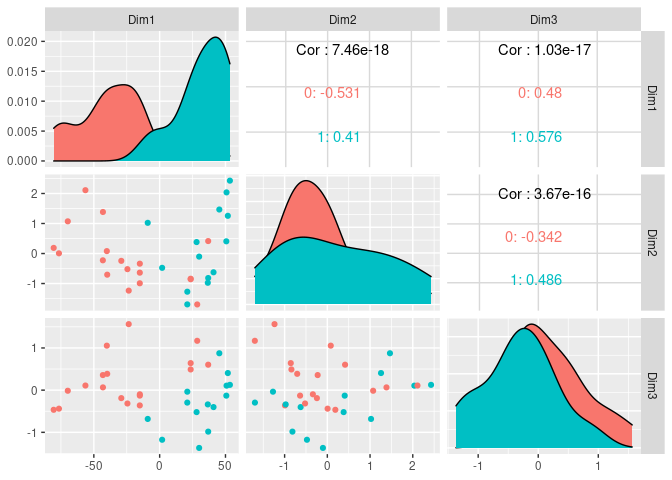 Dim1 Dim2 Dim3
0.020
0.015
0.010
0.005
0.000
Cor : 7.46e-18
0: -0.531
1: 0.41
Cor : 1.03e-17
0: 0.48
1: 0.576
Dim1
2
1
0
-1
Cor : 3.67e-16
0: -0.342
1: 0.486
Dim2
1
0
-1
Dim3
-50 0 50
-1 0 1 2
-1 0 1